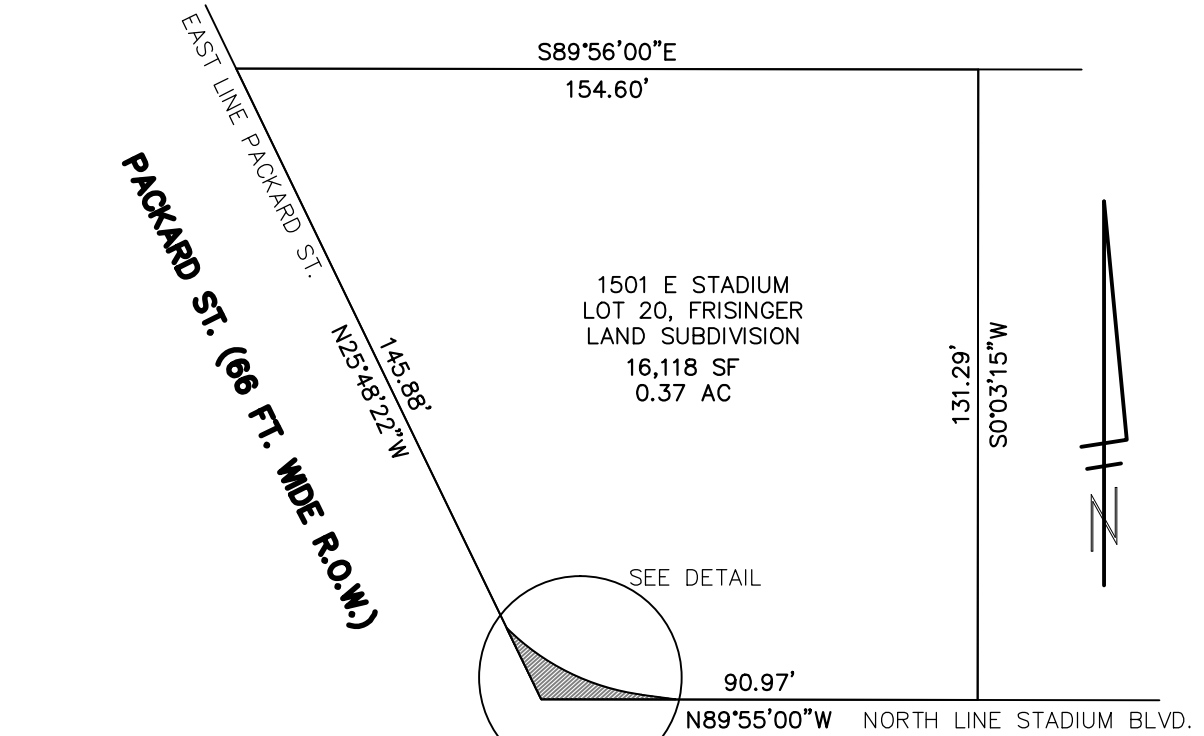 S89°56'00"E
154.60'
EAST LINE PACKARD ST.
PACKARD ST. (66 FT. WIDE R.O.W.)
1501 E STADIUM
LOT 20, FRISINGER
LAND SUBDIVISION
16,118 SF
0.37 AC
145.88'
N25°48'22"W
131.29'
S0°03'15"W
N
SEE DETAIL
90.97'
N89°55'00"W
NORTH LINE STADIUM BLVD.